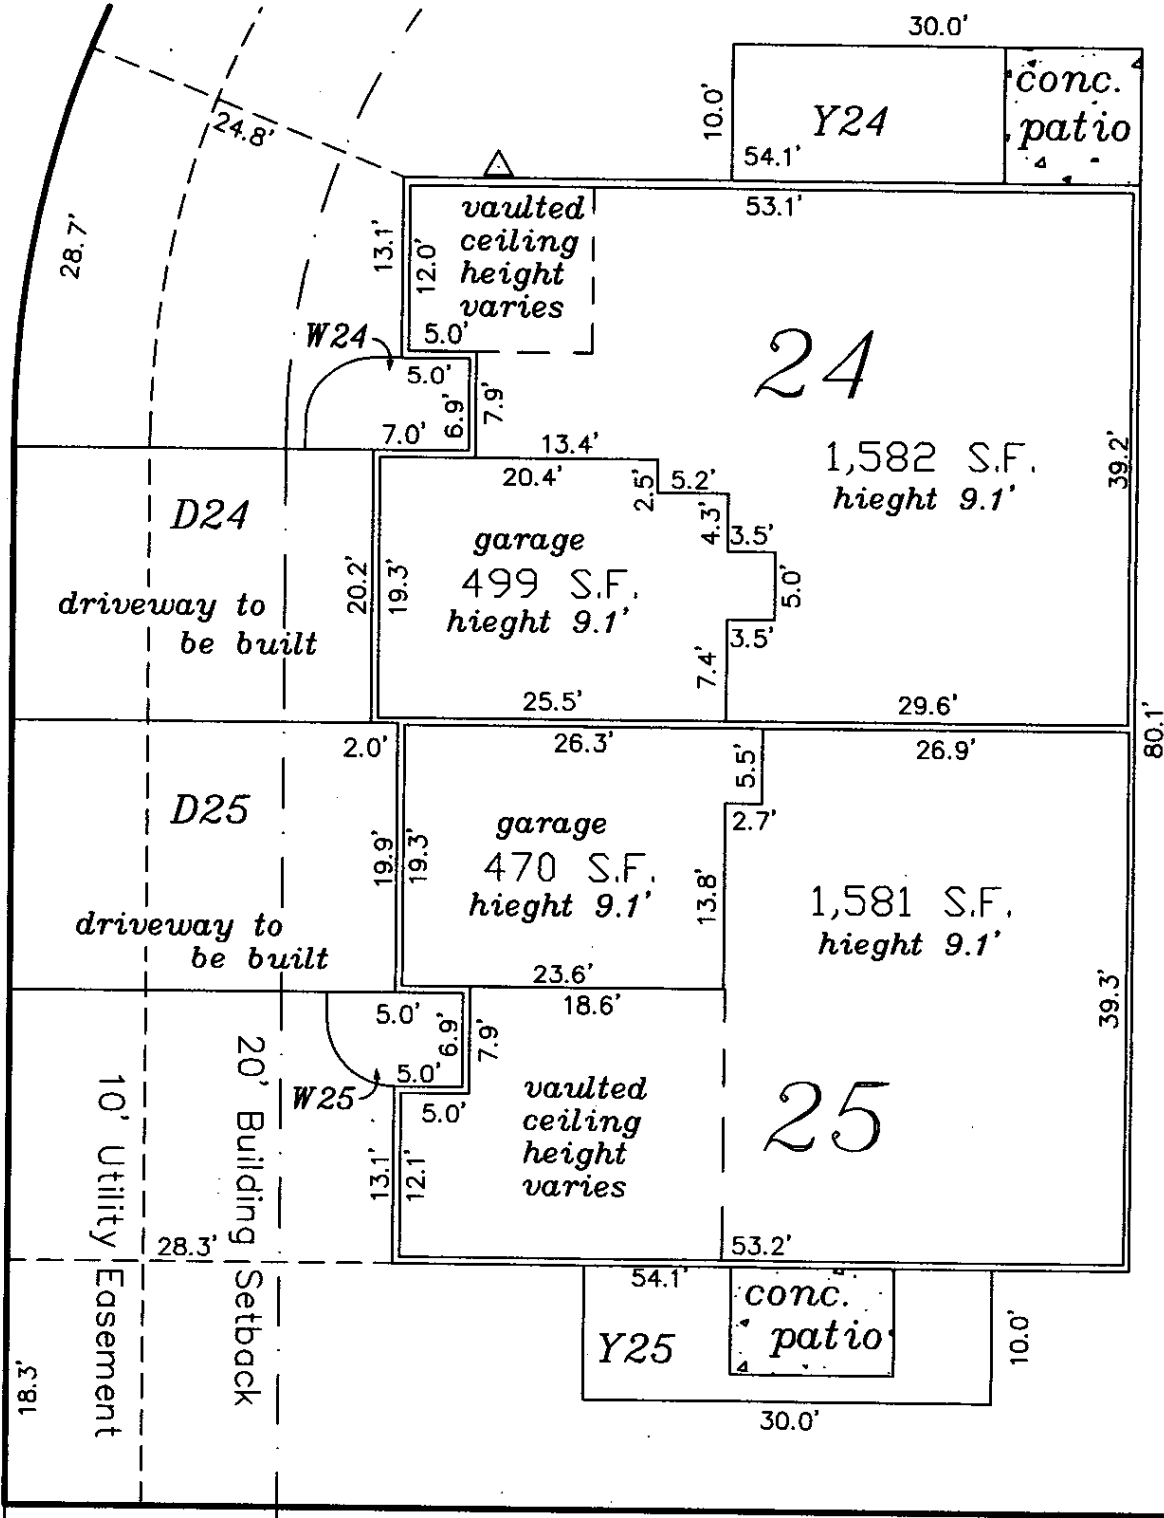 30.0'
10.0'
Y24
conc.
patio
54.1'
24.8'
28.7'
53.1'
13.1'
12.0'
vaulted
ceiling
height
varies
5.0'
W24
5.0'
6.9'
7.9'
7.0'
24
1,582 S.F.
hieght 9.1'
39.2'
13.4'
20.4'
2.5'
5.2'
4.3'
3.5'
5.0'
3.5'
7.4'
D24
driveway to
be built
20.2'
19.3'
garage
499 S.F.
hieght 9.1'
25.5'
29.6'
80.1'
2.0'
26.3'
5.5'
26.9'
2.7'
D25
driveway to
be built
19.9'
19.3'
garage
470 S.F.
hieght 9.1'
13.8'
1,581 S.F.
hieght 9.1'
39.3'
23.6'
18.6'
5.0'
6.9'
7.9'
5.0'
W25
5.0'
vaulted
ceiling
height
varies
25
13.1'
12.1'
10' Utility Easement
20' Building Setback
28.3'
53.2'
54.1'
conc.
patio
Y25
10.0'
30.0'
18.3'